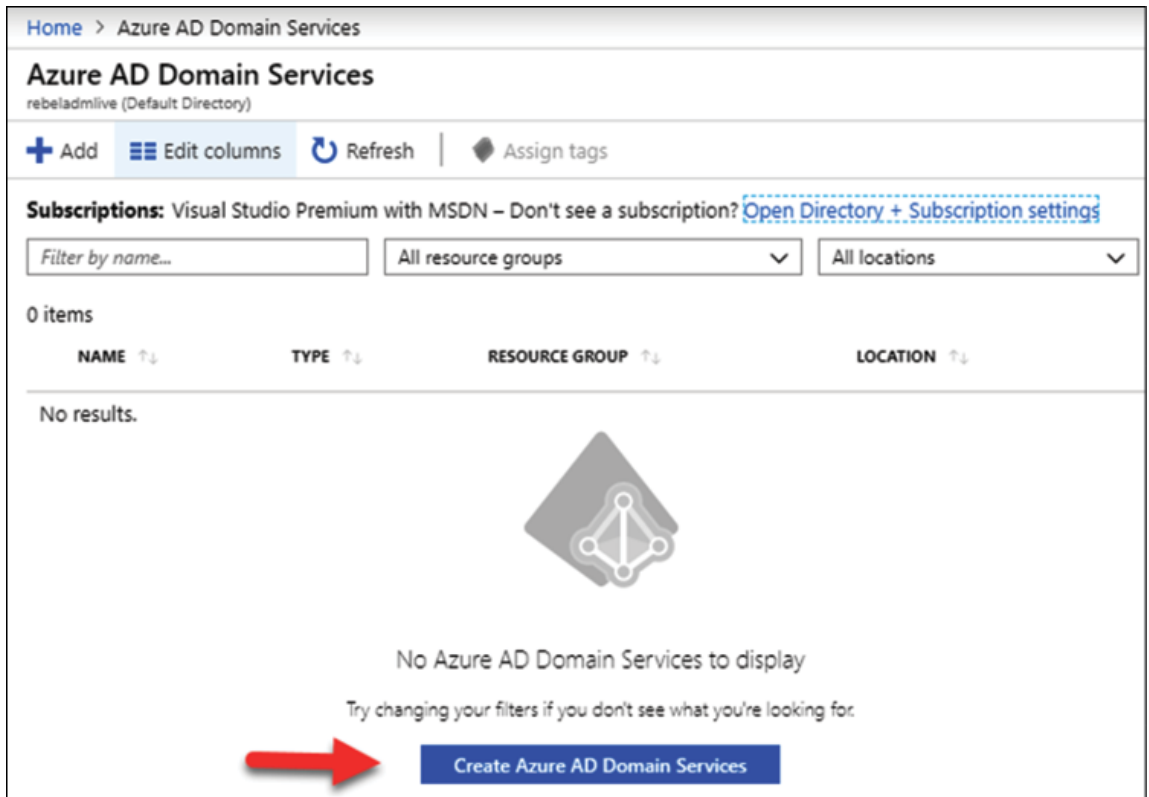 Home > Azure AD Domain Services
Azure AD Domain Services
rebeladmlive (Default Directory)
Add Edit columns Refresh Assign tags
Subscriptions: Visual Studio Premium with MSDN – Don't see a subscription? Open Directory + Subscription settings
Filter by name... All resource groups All locations
0 items
NAME TYPE RESOURCE GROUP LOCATION
No results.
No Azure AD Domain Services to display
Try changing your filters if you don't see what you're looking for.
Create Azure AD Domain Services